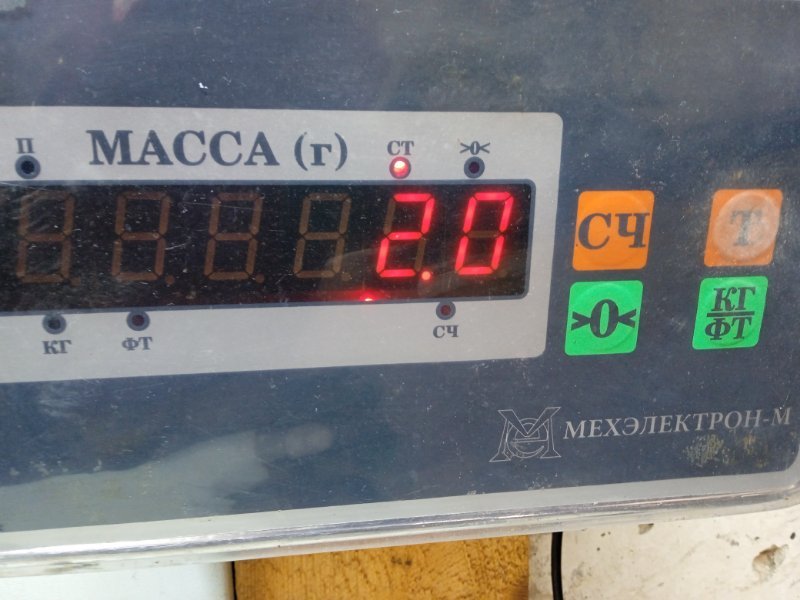 П МАССА (г) СТ >0<
2.0
КГ ФТ СЧ
СЧ Т
>0< КГ/ФТ
МЕХЭЛЕКТРОН-М